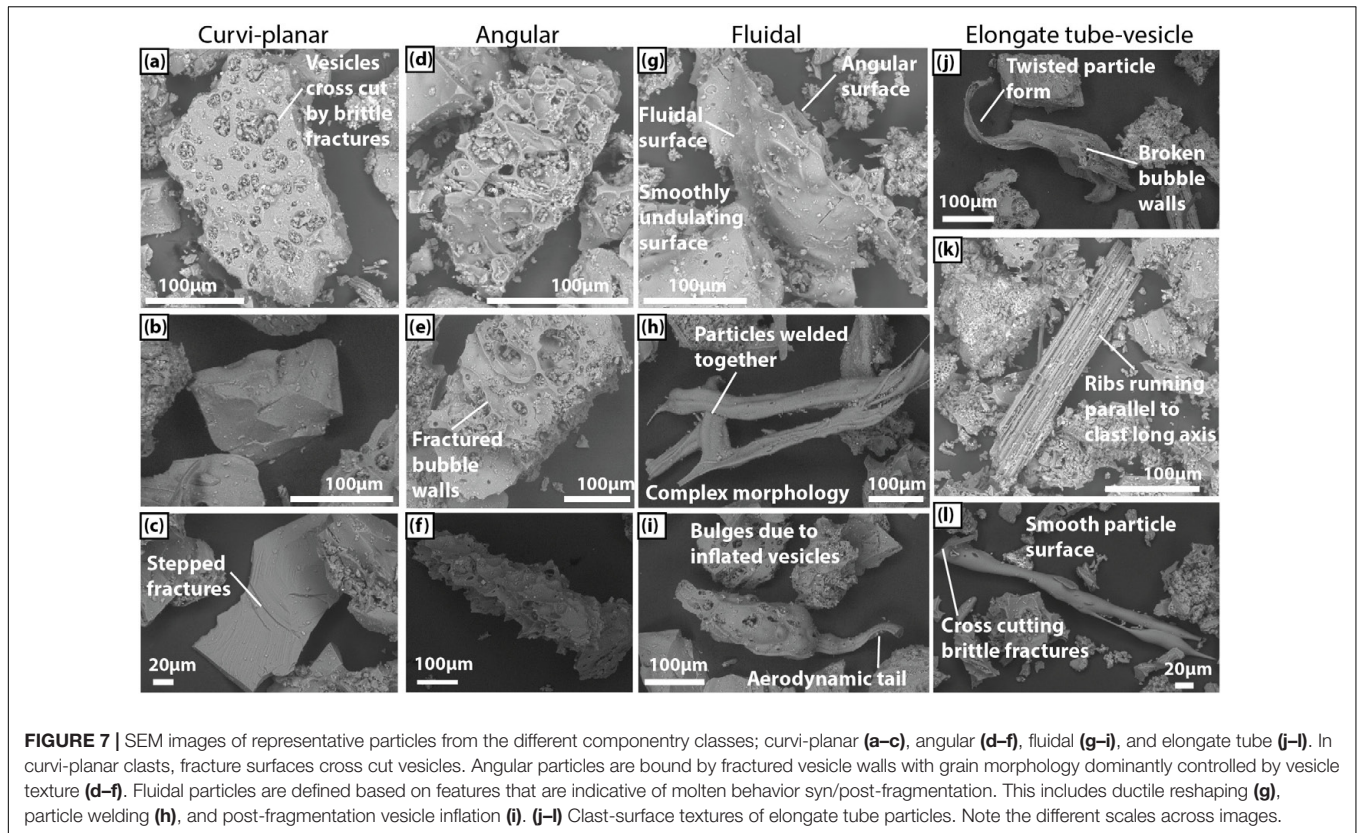 Curvi-planar
Angular
Fluidal
Elongate tube-vesicle
(a)
Vesicles
cross cut
by brittle
fractures
100µm
(b)
100µm
(c)
Stepped
fractures
20µm
(d)
100µm
(e)
Fractured
bubble
walls
100µm
(f)
100µm
(g)
Angular
surface
Fluidal
surface
Smoothly
undulating
surface
100µm
(h)
Particles welded
together
Complex morphology
100µm
(i)
Bulges due to
inflated vesicles
100µm
Aerodynamic tail
(j)
Twisted particle
form
Broken
bubble
walls
100µm
(k)
Ribs running
parallel to
clast long axis
100µm
(l)
Smooth particle
surface
Cross cutting
brittle fractures
20µm
FIGURE 7 | SEM images of representative particles from the different componentry classes; curvi-planar (a–c), angular (d–f), fluidal (g–i), and elongate tube (j–l). In
curvi-planar clasts, fracture surfaces cross cut vesicles. Angular particles are bound by fractured vesicle walls with grain morphology dominantly controlled by vesicle
texture (d–f). Fluidal particles are defined based on features that are indicative of molten behavior syn/post-fragmentation. This includes ductile reshaping (g),
particle welding (h), and post-fragmentation vesicle inflation (i). (j–l) Clast-surface textures of elongate tube particles. Note the different scales across images.